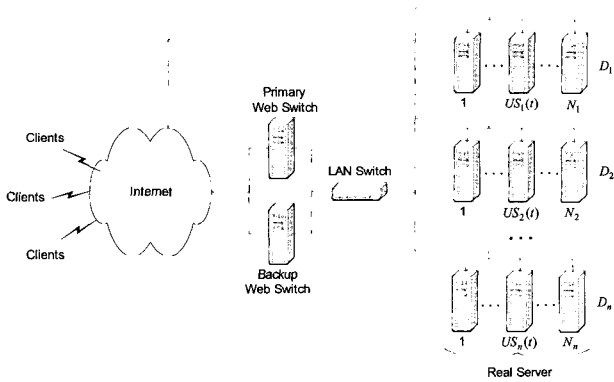 Clients
Clients
Clients
Internet
Primary
Web Switch
Backup
Web Switch
LAN Switch
1 US₁(t) N₁ D₁
1 US₂(t) N₂ D₂
1 USₙ(t) Nₙ Dₙ
Real Server